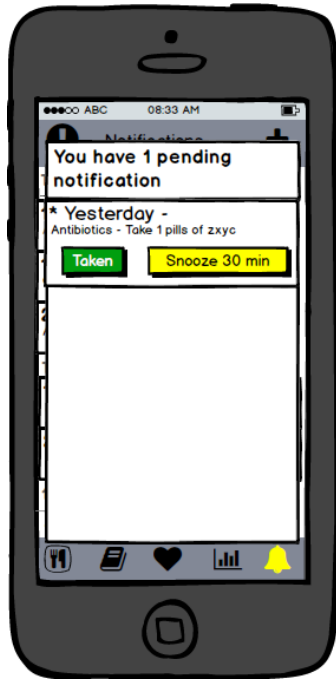 ABC 08:33 AM
Notifications
You have 1 pending
notification
* Yesterday -
Antibiotics - Take 1 pills of zxyc
Taken Snooze 30 min